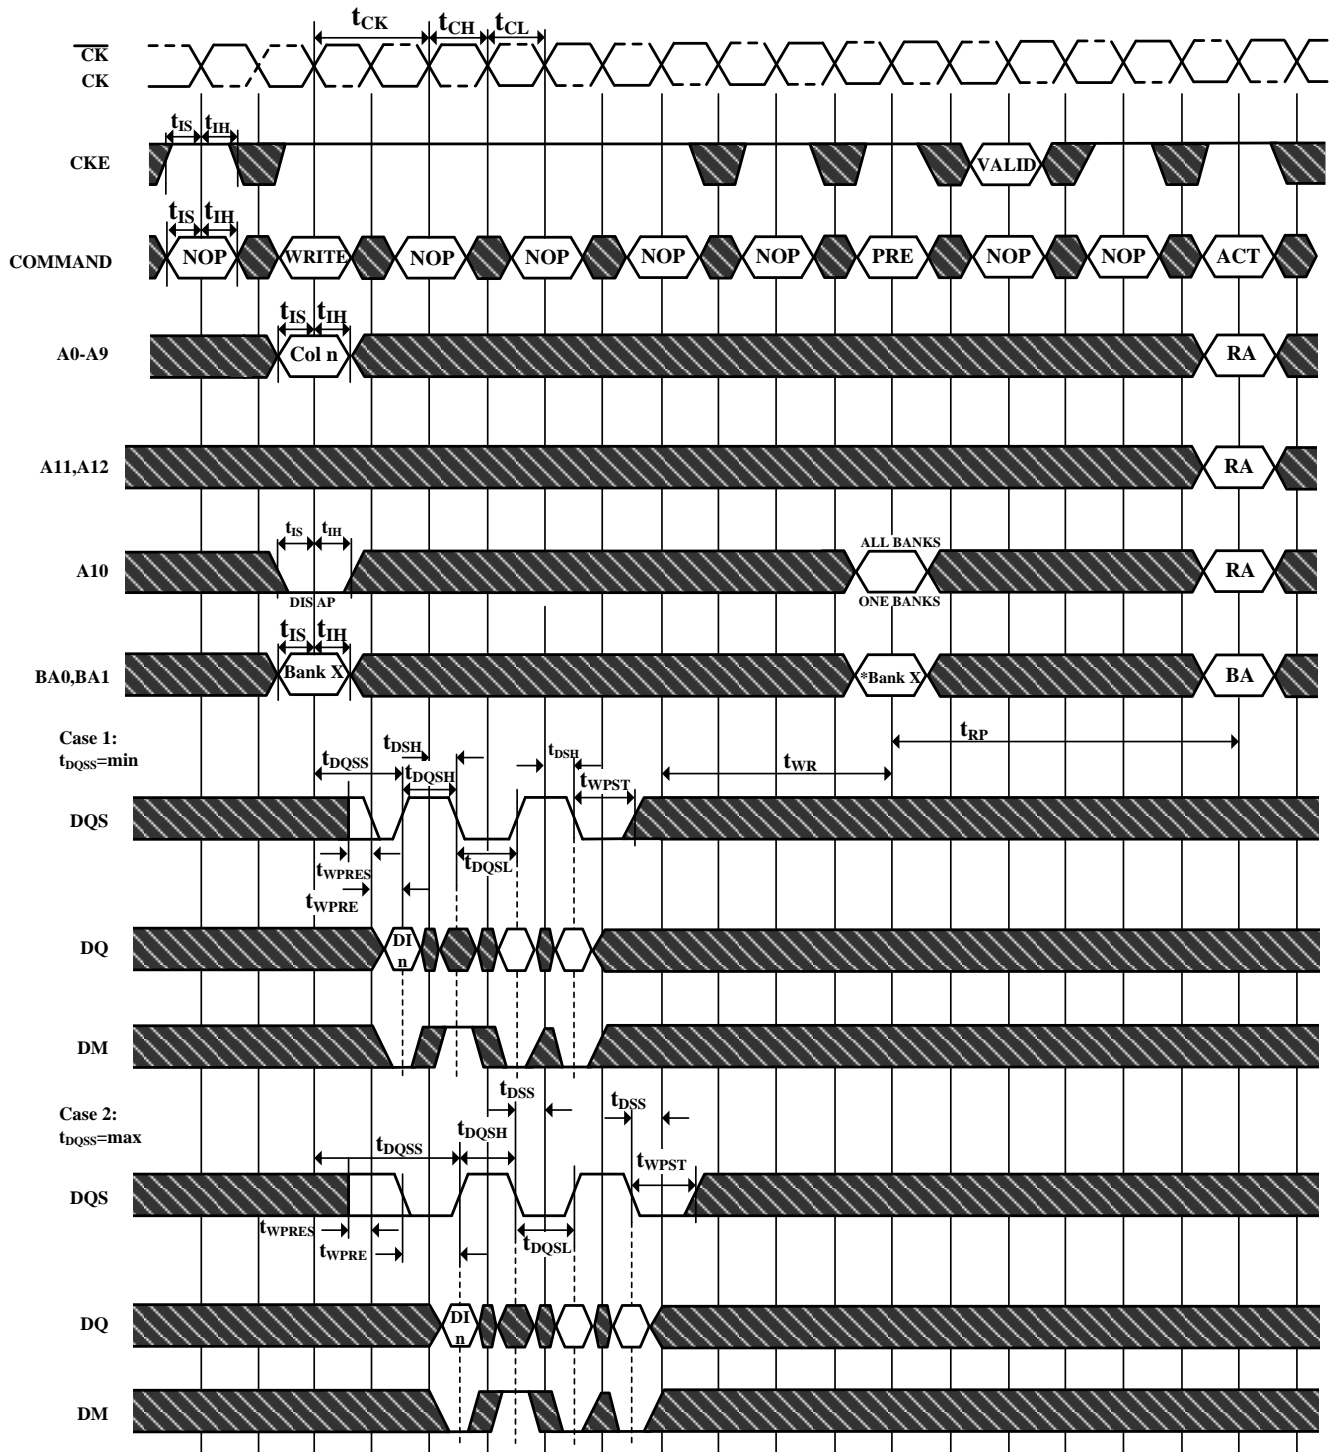 tCK tCH tCL
CK
CK
tIS tIH
CKE VALID
tIS tIH
COMMAND NOP WRITE NOP NOP NOP NOP PRE NOP NOP ACT
tIS tIH
A0-A9 Col n RA
A11,A12 RA
tIS tIH ALL BANKS
A10 RA
DIS AP ONE BANKS
tIS tIH
BA0,BA1 Bank X *Bank X BA
Case 1:
tDQSS=min
tDQSS tDSH tDQSH tDSH tWPST tWR tRP
DQS
tWPRES tDQSL
tWPRE
DQ DI
n
DM
Case 2:
tDQSS=max
tDSS tDSS
tDQSS tDQSH tWPST
DQS
tWPRES tWPRE tDQSL
DQ DI
n
DM